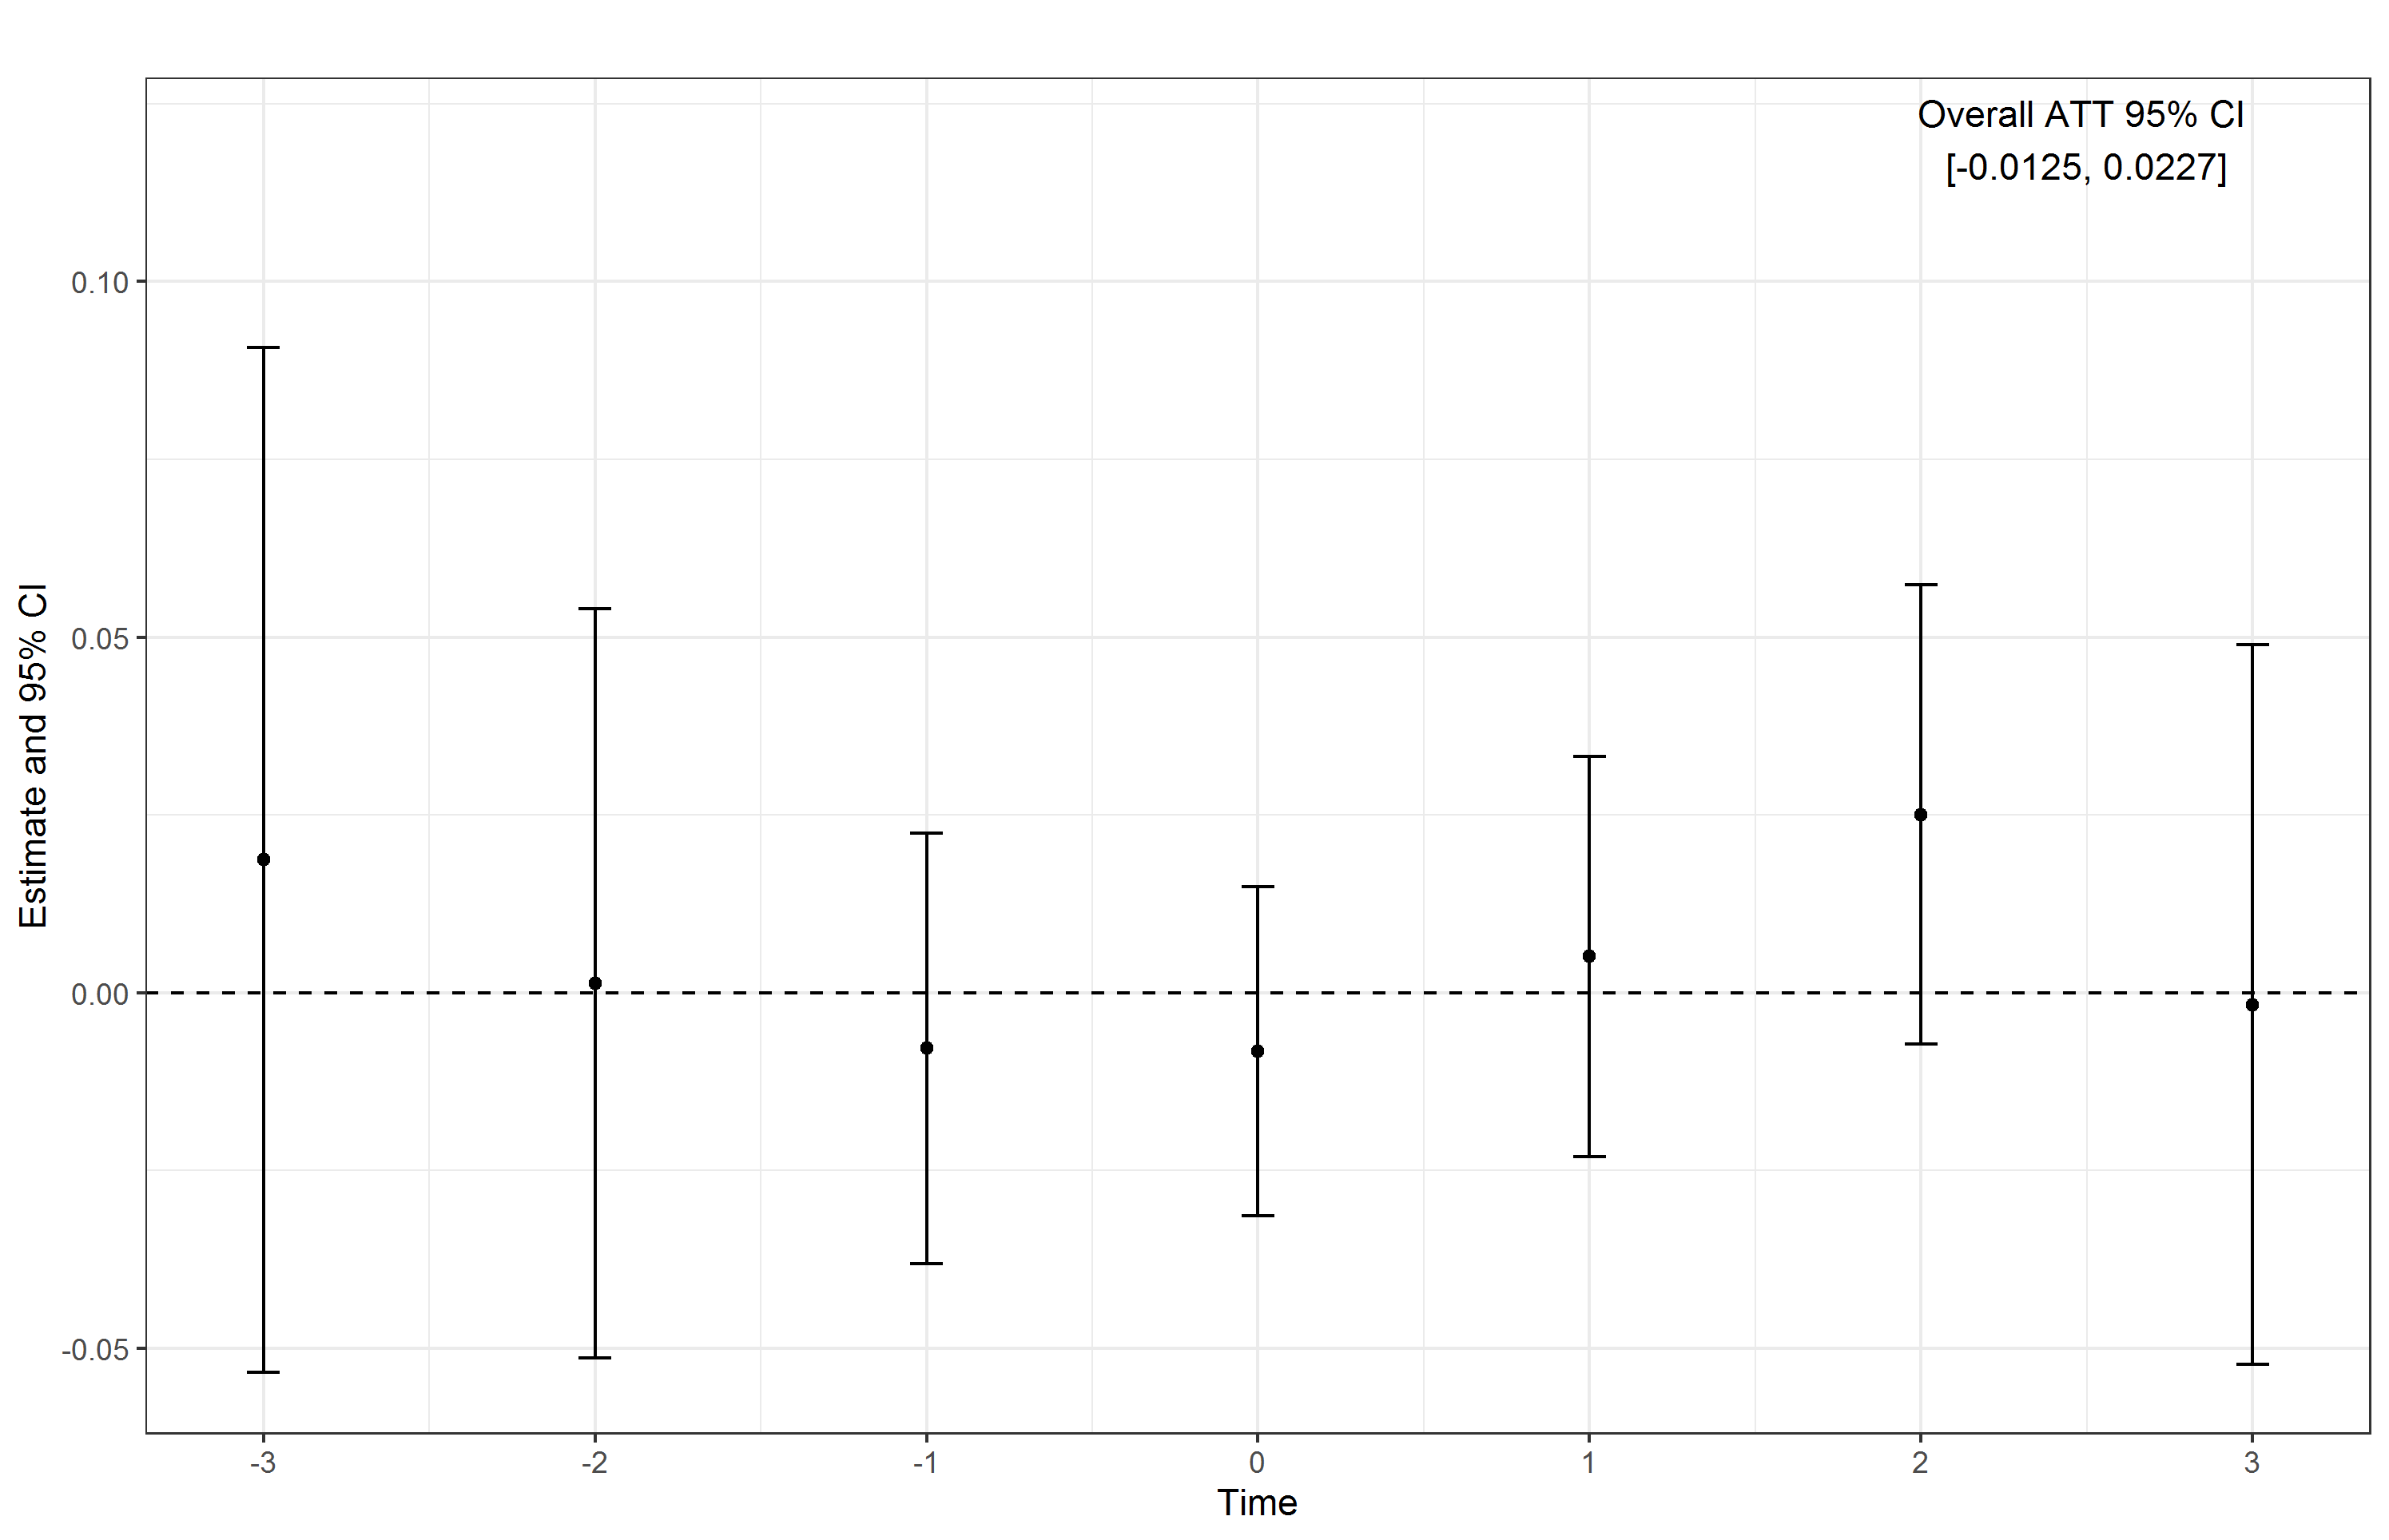 Overall ATT 95% CI
[-0.0125, 0.0227]
Estimate and 95% CI
0.10
0.05
0.00
-0.05
-3 -2 -1 0 1 2 3
Time